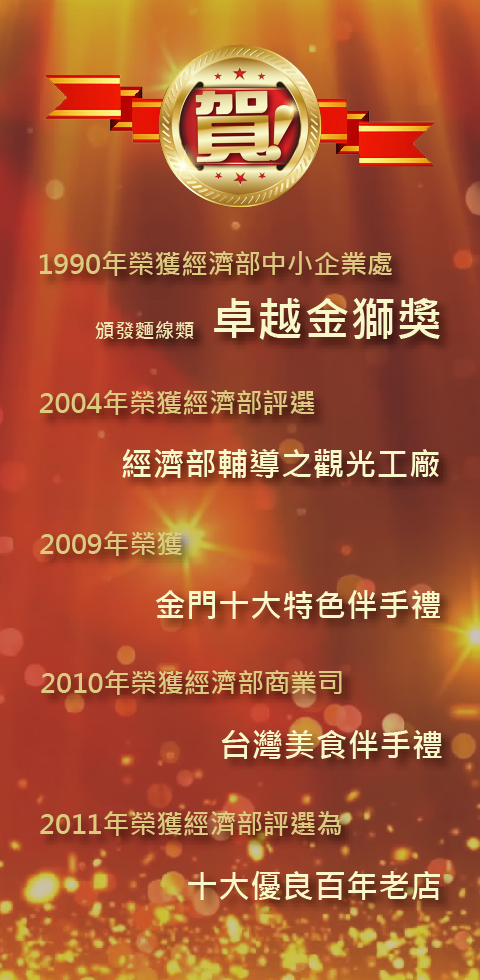 賀!
1990年榮獲經濟部中小企業處
頒發麵線類 卓越金獅獎
2004年榮獲經濟部評選
經濟部輔導之觀光工廠
2009年榮獲
金門十大特色伴手禮
2010年榮獲經濟部商業司
台灣美食伴手禮
2011年榮獲經濟部評選為
十大優良百年老店